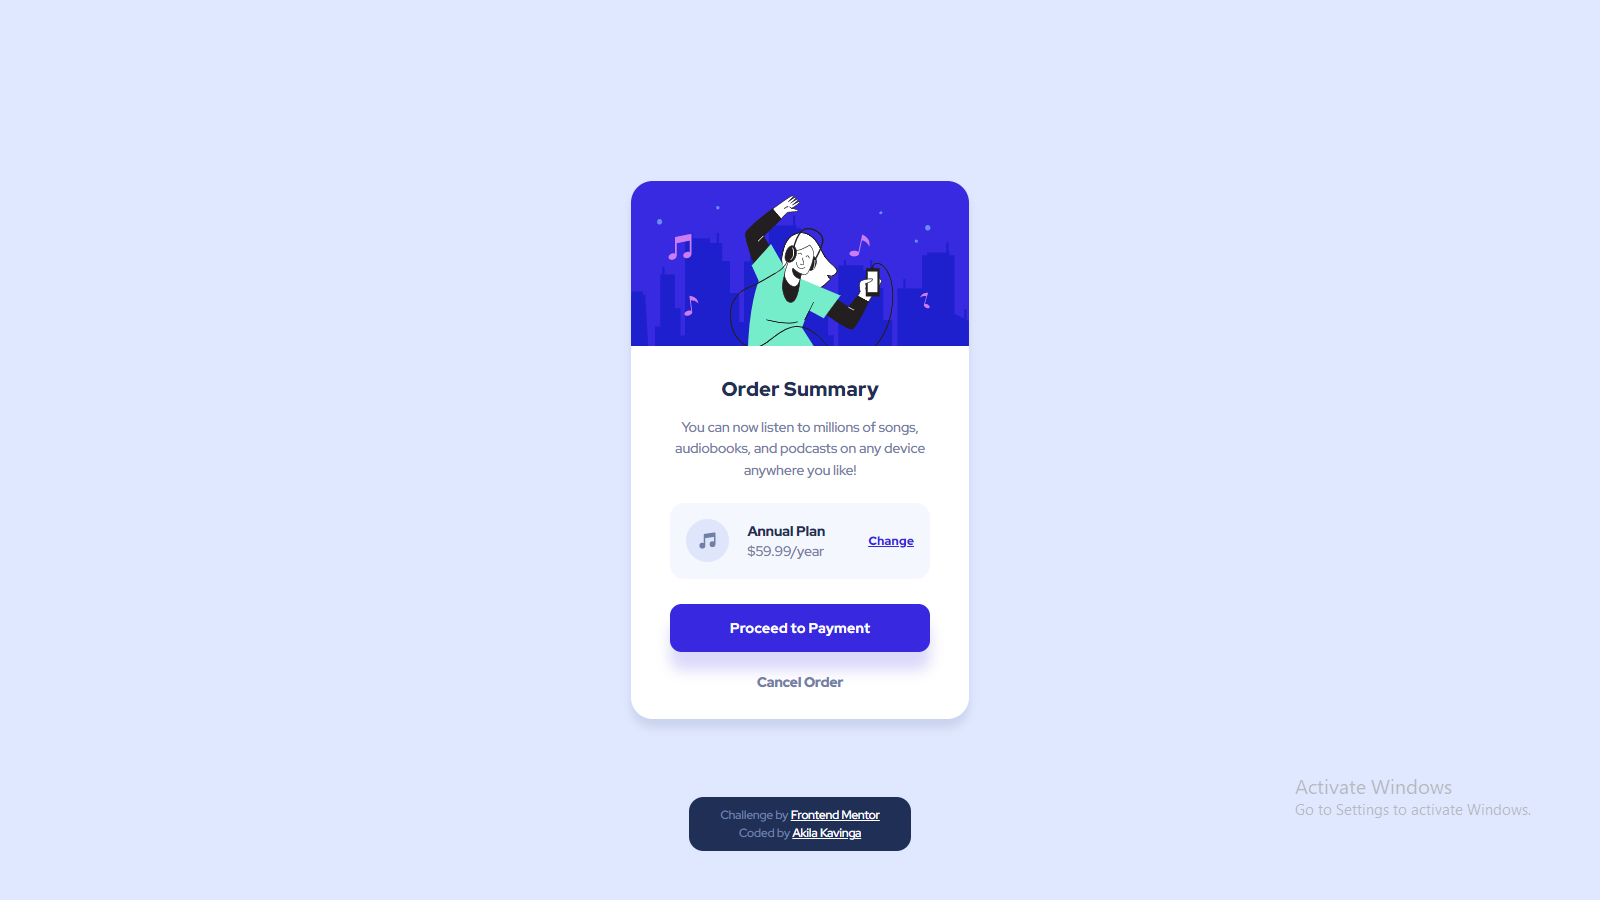 Order Summary
You can now listen to millions of songs,
audiobooks, and podcasts on any device
anywhere you like!
Annual Plan
$59.99/year
Change
Proceed to Payment
Cancel Order
Activate Windows
Go to Settings to activate Windows.
Challenge by Frontend Mentor
Coded by Akila Kavinga